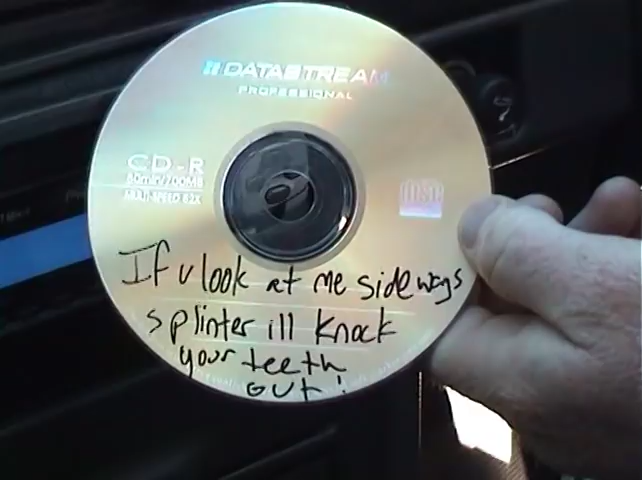 DATASTREAM
PROFESSIONAL
CD-R
80min/700MB
MULTI-SPEED 52X
disc
If u look at me sideways
splinter ill knock
your teeth
out!